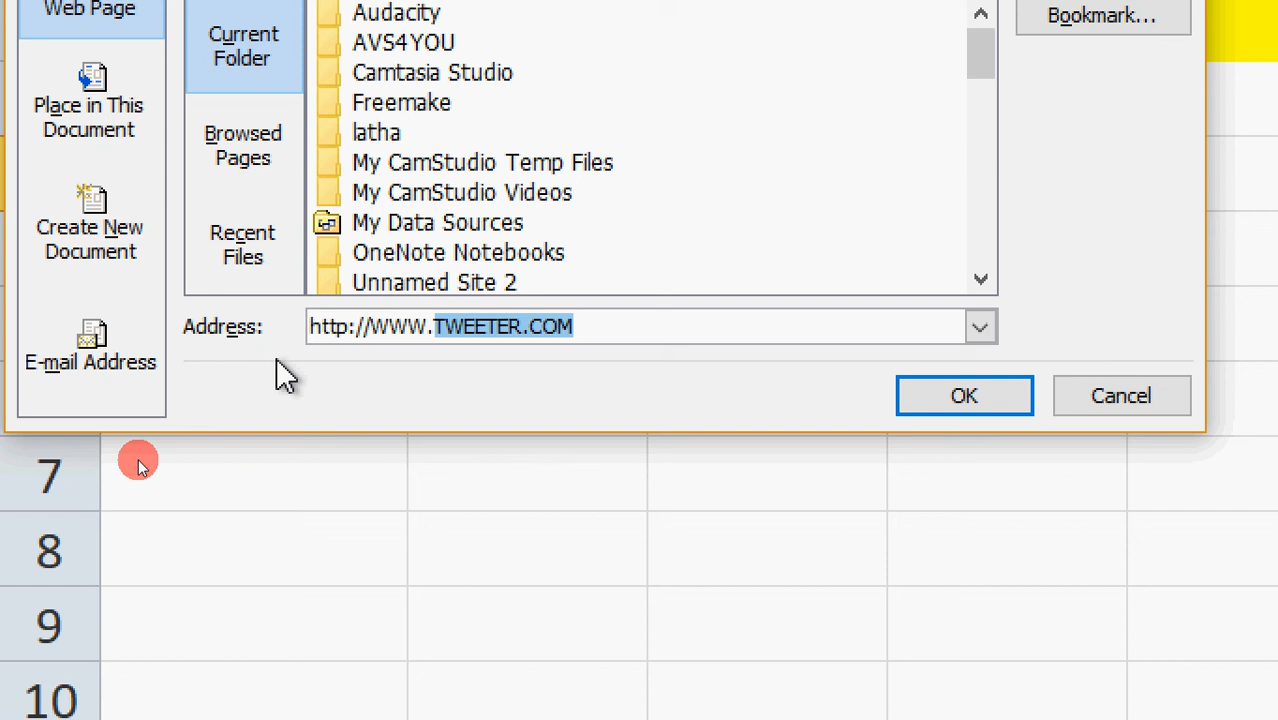 Web Page
Place in This
Document
Create New
Document
E-mail Address
Current
Folder
Browsed
Pages
Recent
Files
Audacity
AVS4YOU
Camtasia Studio
Freemake
latha
My CamStudio Temp Files
My CamStudio Videos
My Data Sources
OneNote Notebooks
Unnamed Site 2
Bookmark...
Address:
http://WWW.TWEETER.COM
OK
Cancel
7
8
9
10